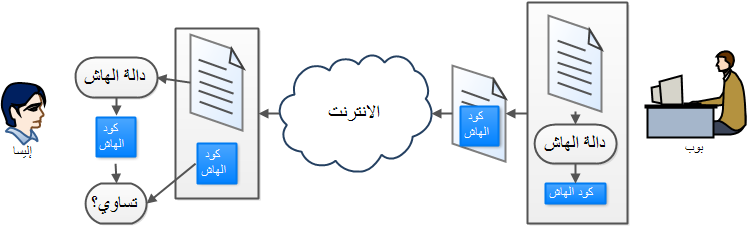 دالة الهاش
كود الهاش
بوب
كود
الهاش
الانترنت
كود
الهاش
دالة الهاش
كود
الهاش
تساوي؟
إليسا